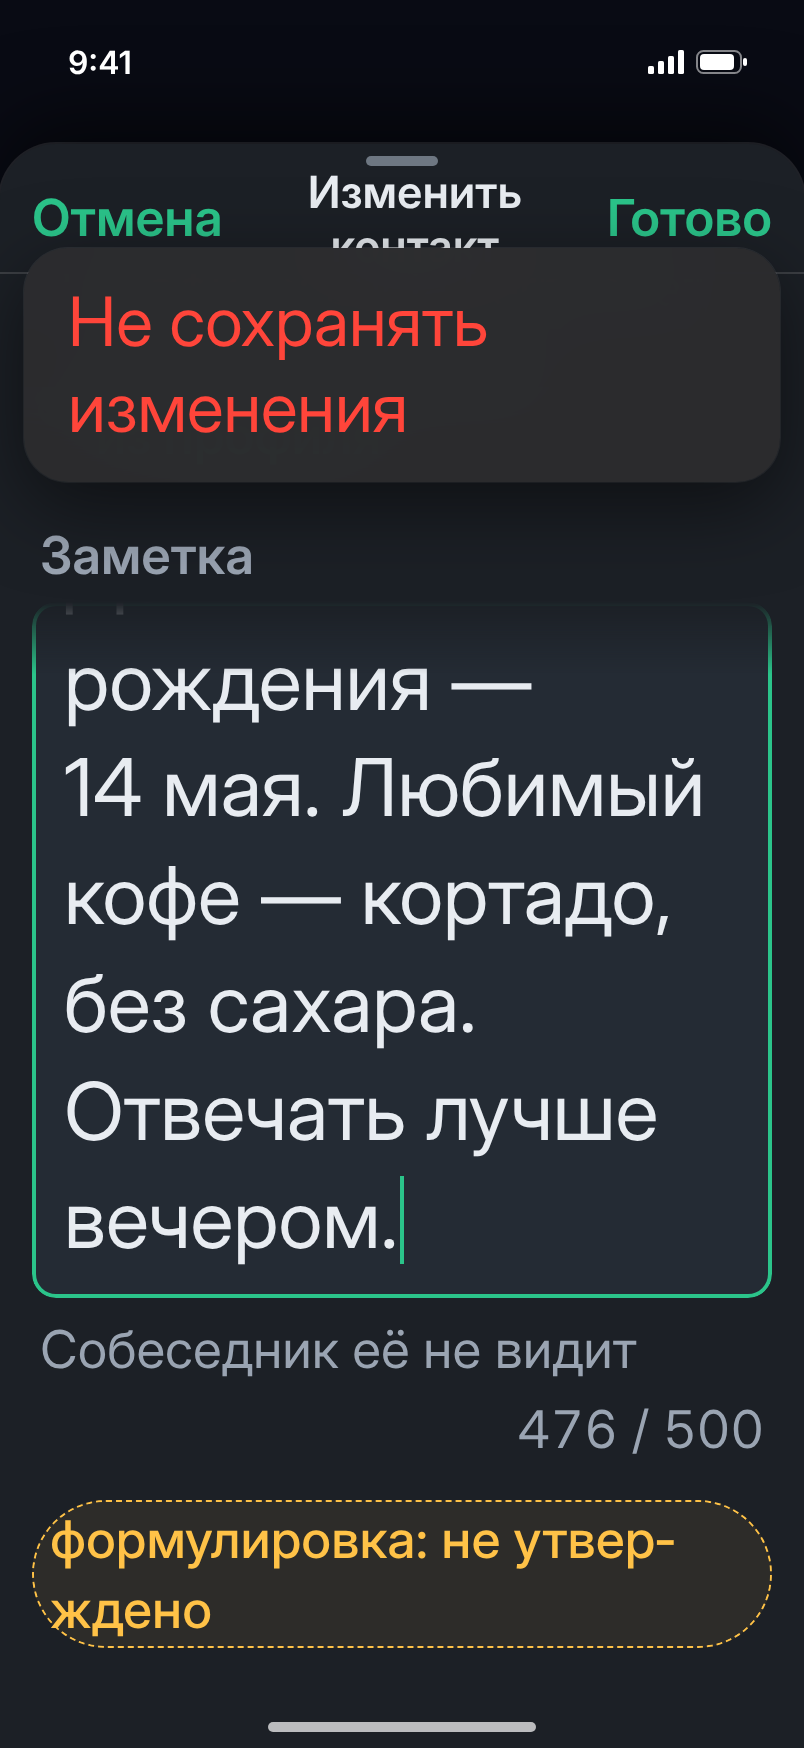 9:41
Отмена
Изменить
контакт
Готово
Не сохранять
изменения
Заметка
рождения —
14 мая. Любимый
кофе — кортадо,
без сахара.
Отвечать лучше
вечером.
Собеседник её не видит
476 / 500
формулировка: не утвер-
ждено